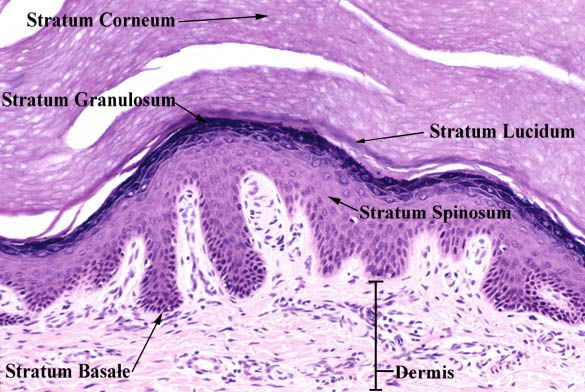 Stratum Corneum
Stratum Granulosum
Stratum Lucidum
Stratum Spinosum
Stratum Basale
Dermis